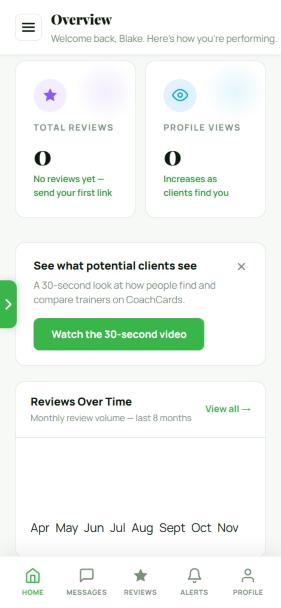 Overview
Welcome back, Blake. Here's how you're performing.
TOTAL REVIEWS
0
No reviews yet —
send your first link
PROFILE VIEWS
0
Increases as
clients find you
See what potential clients see
A 30-second look at how people find and
compare trainers on CoachCards.
Watch the 30-second video
Reviews Over Time
Monthly review volume — last 8 months
View all →
Apr May Jun Jul Aug Sept Oct Nov
HOME MESSAGES REVIEWS ALERTS PROFILE